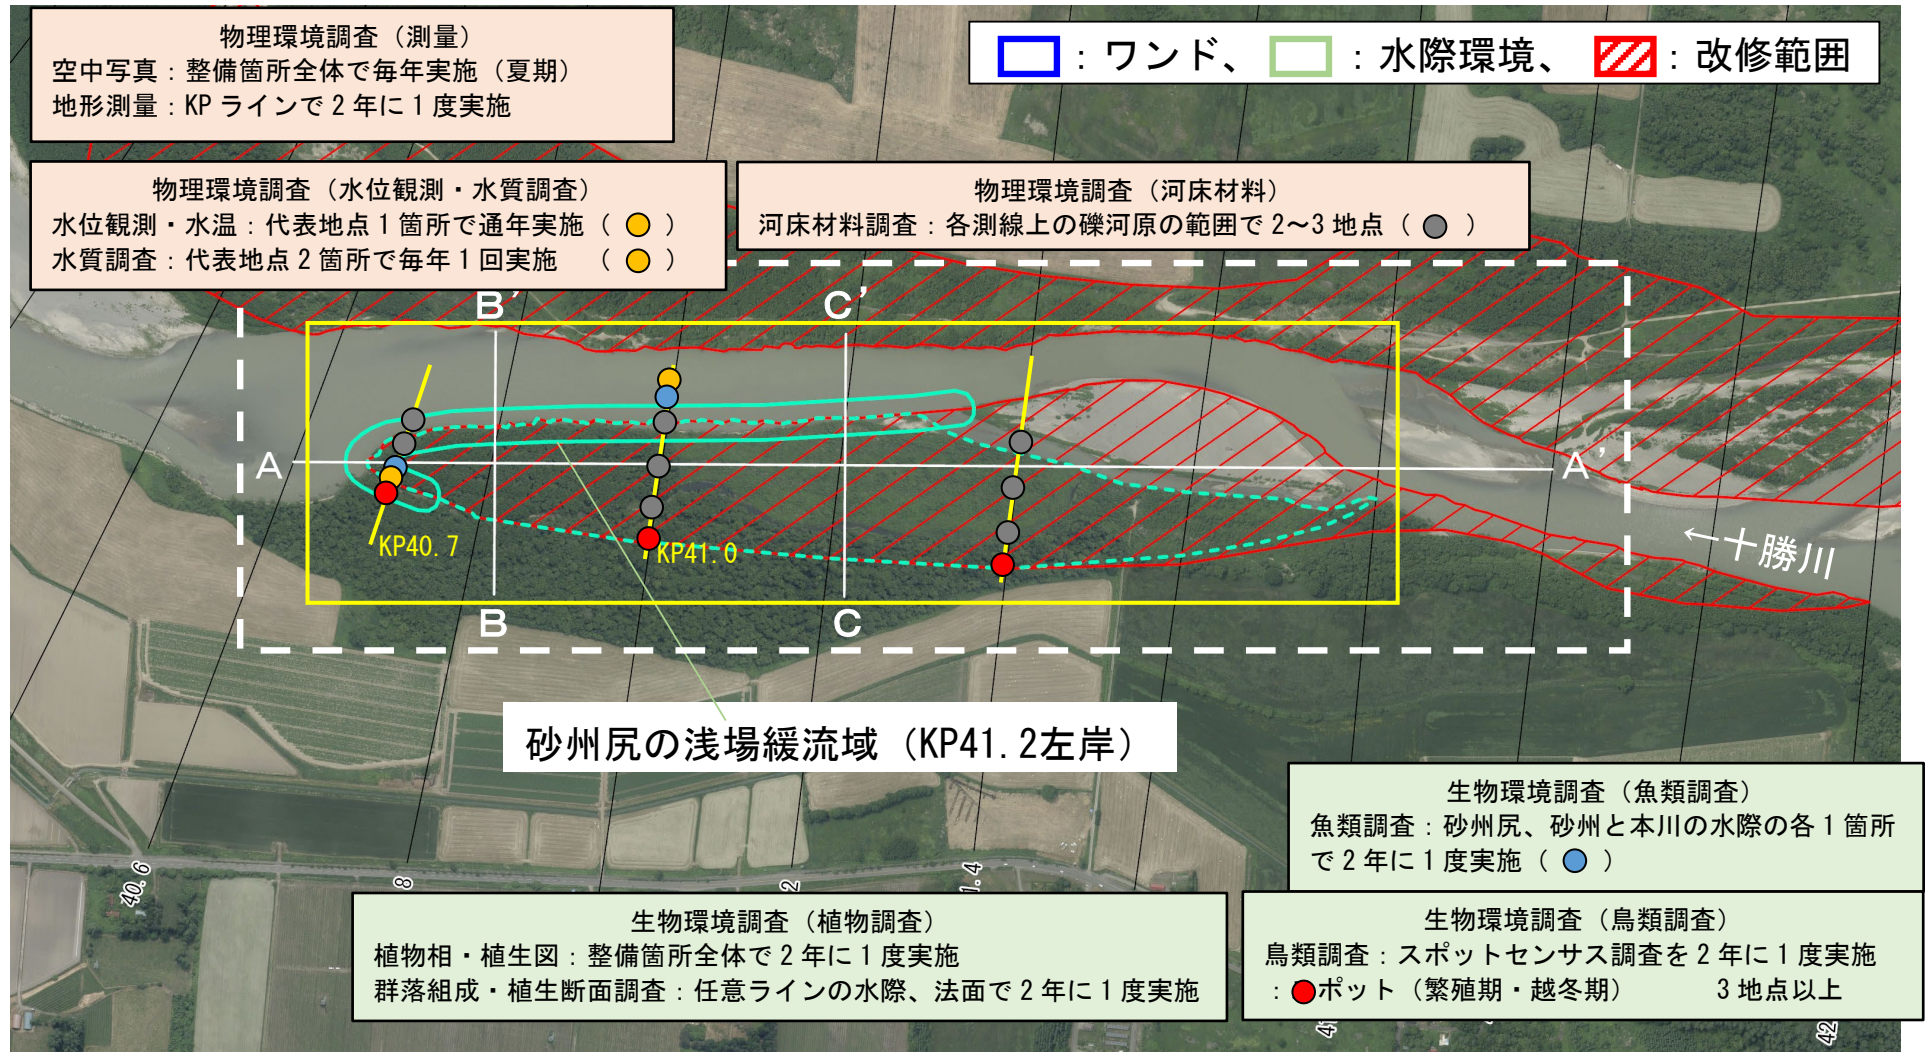 物理環境調査（測量）
空中写真：整備箇所全体で毎年実施（夏期）
地形測量：KPラインで2年に1度実施
：ワンド、：水際環境、：改修範囲
物理環境調査（水位観測・水質調査）
水位観測・水温：代表地点1箇所で通年実施（ ）
水質調査：代表地点2箇所で毎年1回実施 （ ）
物理環境調査（河床材料）
河床材料調査：各測線上の礫河原の範囲で2～3地点（ ）
B'
C'
A
A'
KP40.7
KP41.0
←十勝川
B
C
砂州尻の浅場緩流域（KP41.2左岸）
生物環境調査（魚類調査）
魚類調査：砂州尻、砂州と本川の水際の各1箇所
で2年に1度実施（ ）
40.6
8
2
1.4
生物環境調査（植物調査）
植物相・植生図：整備箇所全体で2年に1度実施
群落組成・植生断面調査：任意ラインの水際、法面で2年に1度実施
生物環境調査（鳥類調査）
鳥類調査：スポットセンサス調査を2年に1度実施
：ポット（繁殖期・越冬期） 3地点以上
42